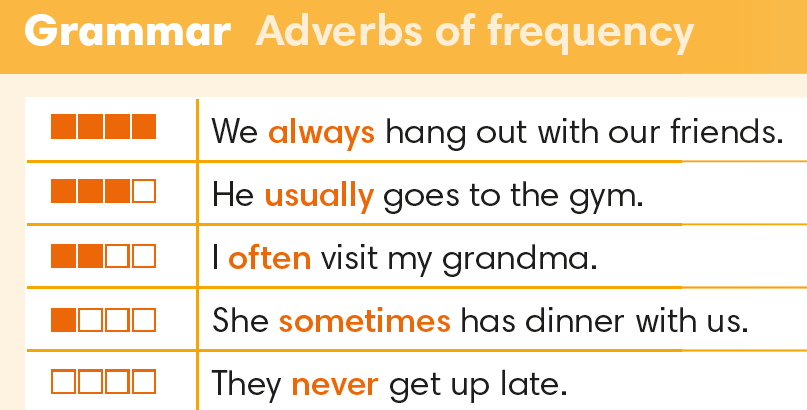 Grammar Adverbs of frequency
We always hang out with our friends.
He usually goes to the gym.
I often visit my grandma.
She sometimes has dinner with us.
They never get up late.